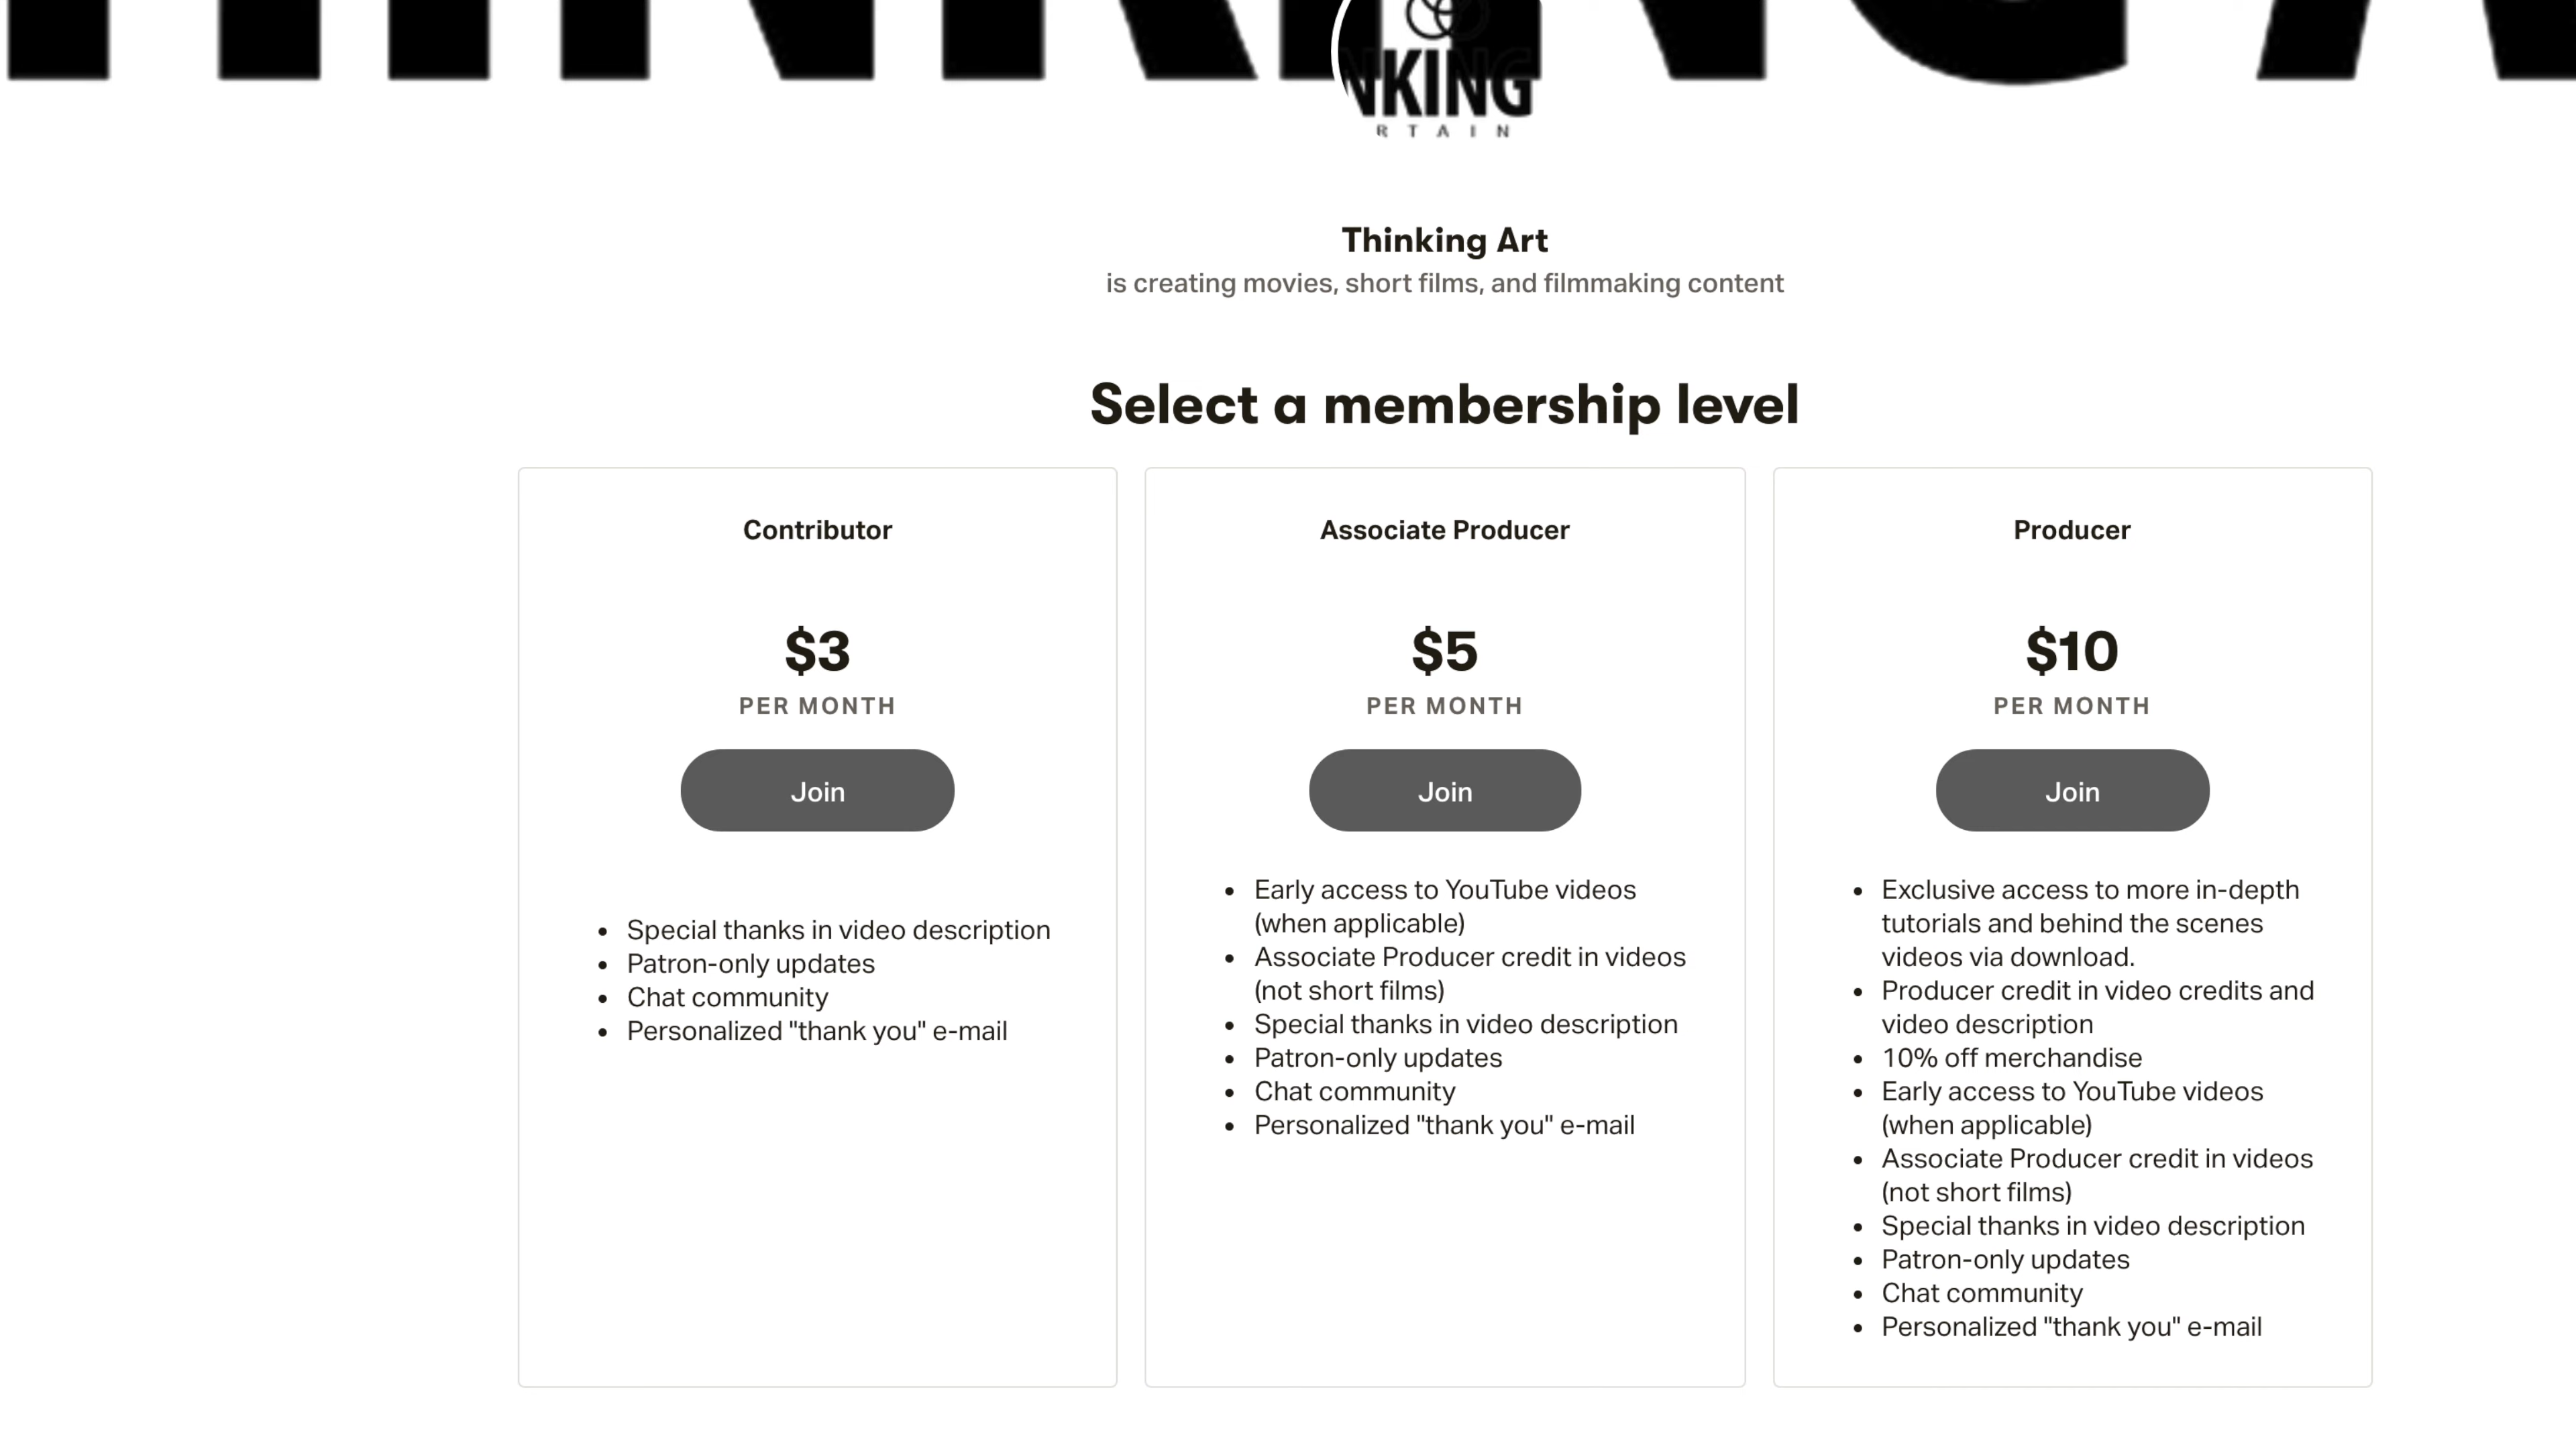 NKING
RTAIN
Thinking Art
is creating movies, short films, and filmmaking content
Select a membership level
Contributor
$3
PER MONTH
Join
Special thanks in video description
Patron-only updates
Chat community
Personalized "thank you" e-mail
Associate Producer
$5
PER MONTH
Join
Early access to YouTube videos
(when applicable)
Associate Producer credit in videos
(not short films)
Special thanks in video description
Patron-only updates
Chat community
Personalized "thank you" e-mail
Producer
$10
PER MONTH
Join
Exclusive access to more in-depth
tutorials and behind the scenes
videos via download.
Producer credit in video credits and
video description
10% off merchandise
Early access to YouTube videos
(when applicable)
Associate Producer credit in videos
(not short films)
Special thanks in video description
Patron-only updates
Chat community
Personalized "thank you" e-mail